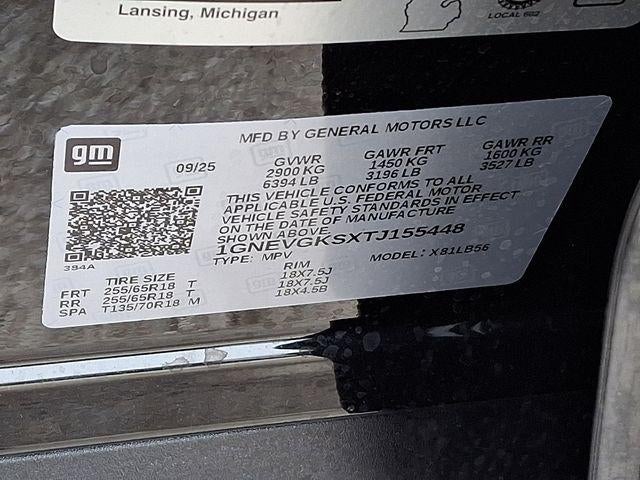 Lansing, Michigan
LOCAL 602
gm
MFD BY GENERAL MOTORS LLC
09/25
GVWR GAWR FRT GAWR RR
2900 KG 1450 KG 1600 KG
6394 LB 3196 LB 3527 LB
THIS VEHICLE CONFORMS TO ALL
APPLICABLE U.S. FEDERAL MOTOR
VEHICLE SAFETY STANDARDS IN EFFECT
ON THE DATE OF MANUFACTURE
SHOWN ABOVE.
1GNEVGKSXTJ155448
TYPE: MPV MODEL: X81LB56
3S4A
TIRE SIZE RIM
FRT 255/65R18 T 18X7.5J
RR 255/65R18 T 18X7.5J
SPA T135/70R18 M 18X4.5B